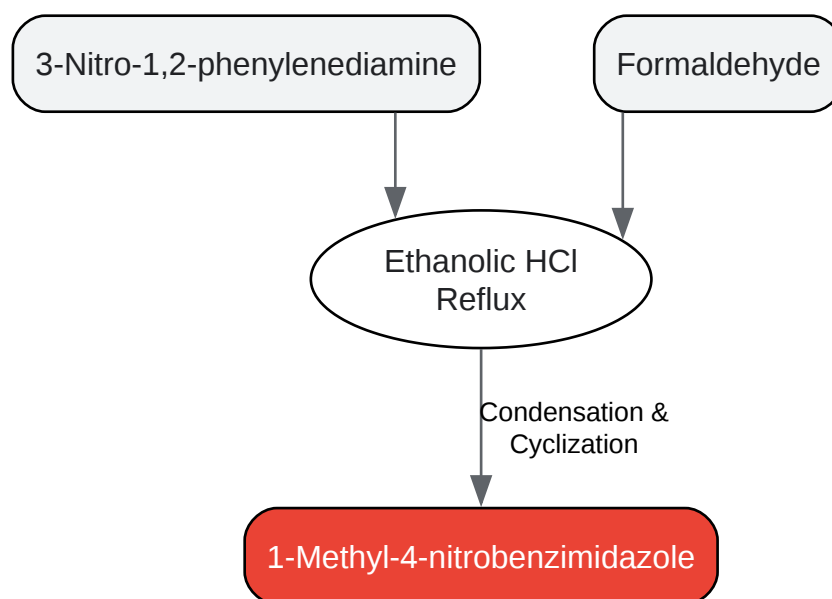 3-Nitro-1,2-phenylenediamine
Formaldehyde
Ethanolic HCl
Reflux
Condensation &
Cyclization
1-Methyl-4-nitrobenzimidazole